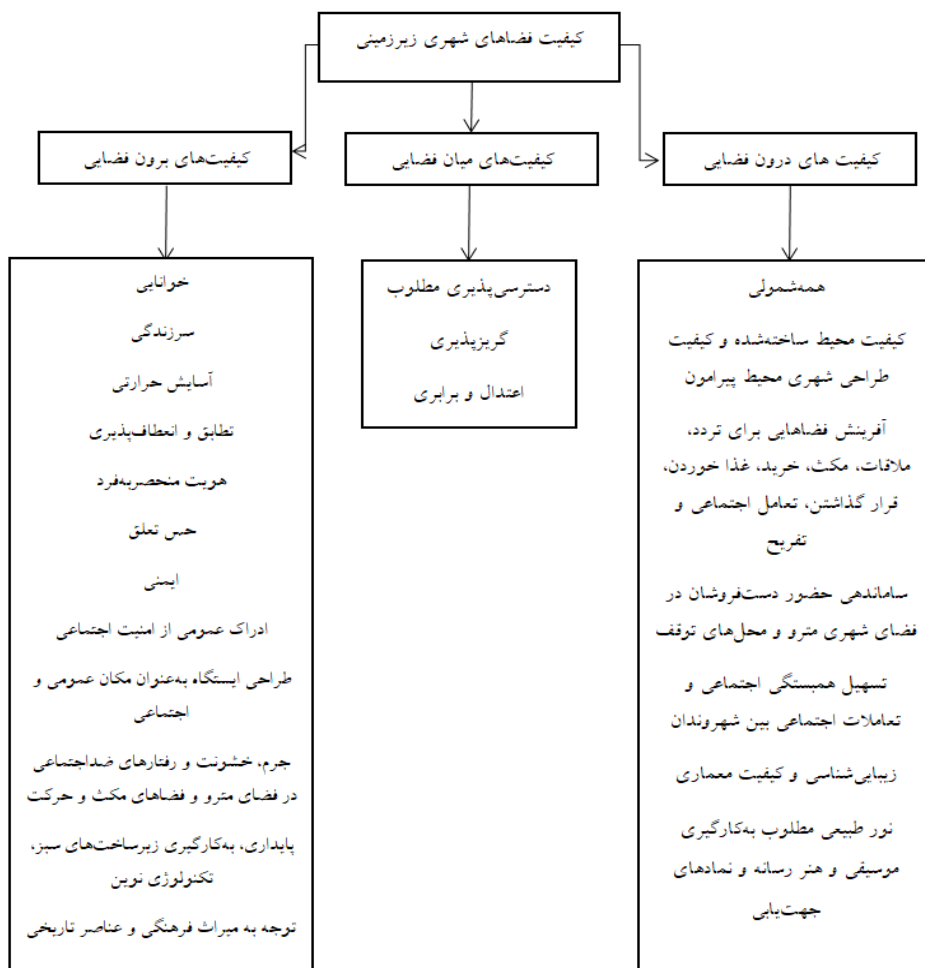 کیفیت فضاهای شهری زیرزمینی
کیفیت های درون فضایی
کیفیت‌های میان فضایی
کیفیت‌های برون فضایی
همه‌شمولی
کیفیت محیط ساخته‌شده و کیفیت
طراحی شهری محیط پیرامون
آفرینش فضاهایی برای تردد،
ملاقات، مکث، خرید، غذا خوردن،
قرار گذاشتن، تعامل اجتماعی و
تفریح
ساماندهی حضور دست‌فروشان در
فضای شهری مترو و محل‌های توقف
تسهیل همبستگی اجتماعی و
تعاملات اجتماعی بین شهروندان
زیبایی‌شناسی و کیفیت معماری
نور طبیعی مطلوب به‌کارگیری
موسیقی و هنر رسانه و نمادهای
جهت‌یابی
دسترسی‌پذیری مطلوب
گریزپذیری
اعتدال و برابری
خوانایی
سرزندگی
آسایش حرارتی
تطابق و انعطاف‌پذیری
هویت منحصربه‌فرد
حس تعلق
ایمنی
ادراک عمومی از امنیت اجتماعی
طراحی ایستگاه به‌عنوان مکان عمومی و
اجتماعی
جرم، خشونت و رفتارهای ضداجتماعی
در فضای مترو و فضاهای مکث و حرکت
پایداری، به‌کارگیری زیرساخت‌های سبز،
تکنولوژی نوین
توجه به میراث فرهنگی و عناصر تاریخی